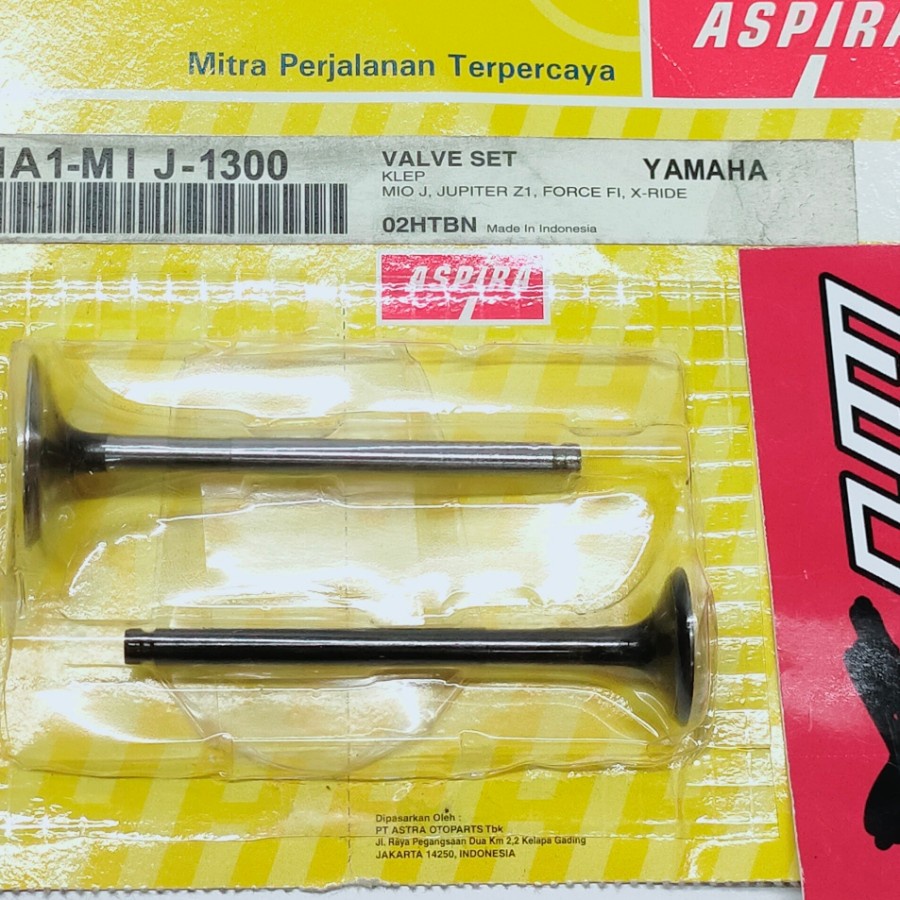 ASPIRA
Mitra Perjalanan Terpercaya
1A1-MIJ-1300
VALVE SET
KLEP
MIO J, JUPITER Z1, FORCE FI, X-RIDE
YAMAHA
02HTBN Made In Indonesia
ASPIRA
Dipasarkan Oleh :
PT ASTRA OTOPARTS Tbk
Jl. Raya Pegangsaan Dua Km 2,2 Kelapa Gading
JAKARTA 14250, INDONESIA